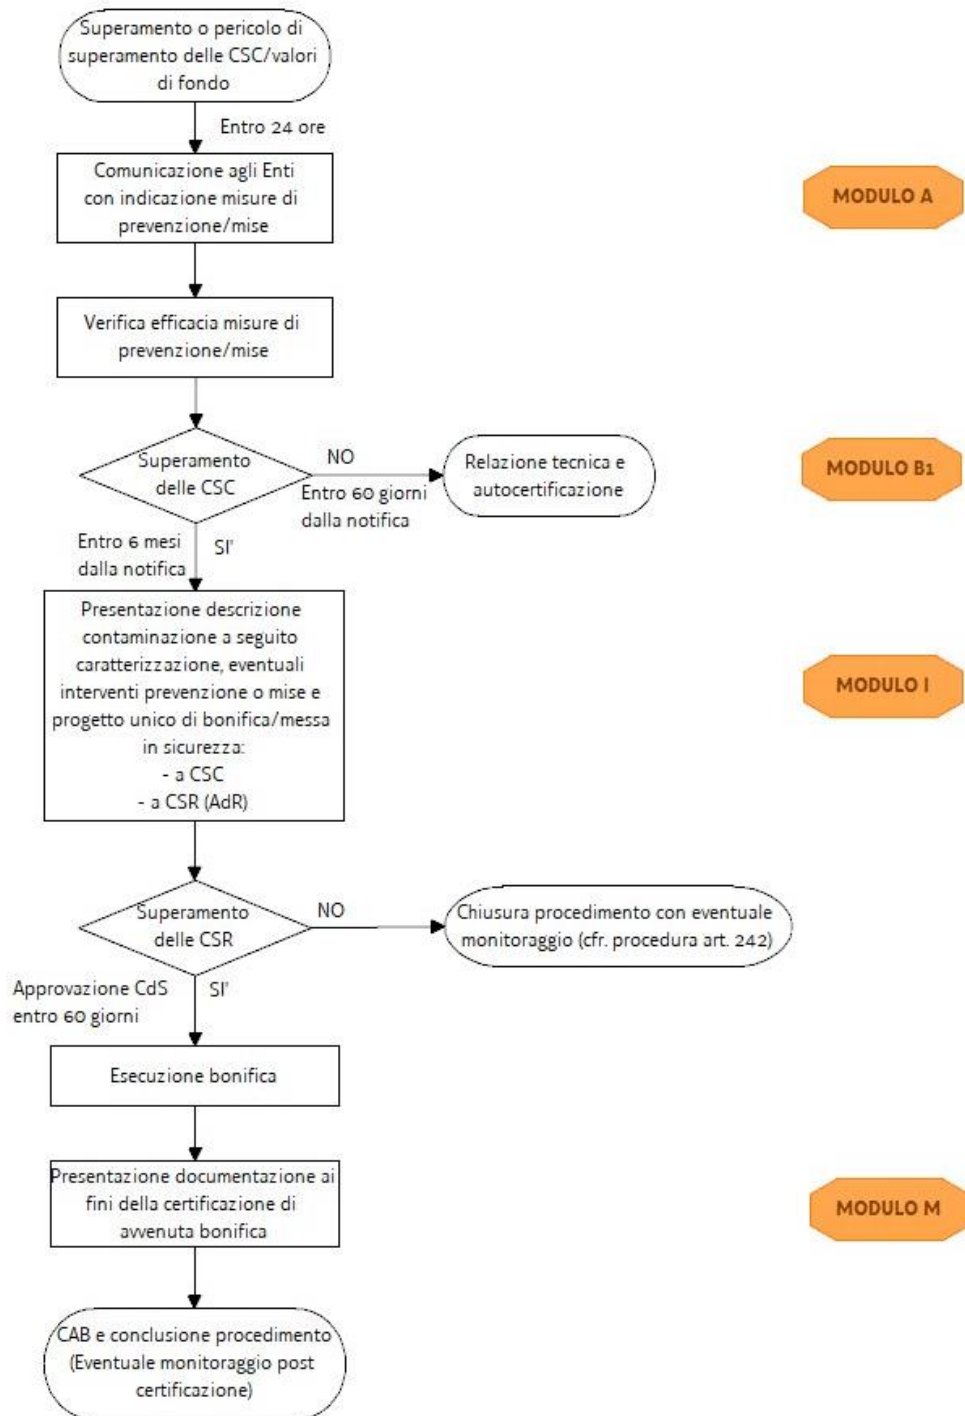 Superamento o pericolo di
superamento delle CSC/valori
di fondo
Entro 24 ore
Comunicazione agli Enti
con indicazione misure di
prevenzione/mise
MODULO A
Verifica efficacia misure di
prevenzione/mise
Superamento
delle CSC
NO
Entro 60 giorni
dalla notifica
Relazione tecnica e
autocertificazione
MODULO B1
Entro 6 mesi
dalla notifica
SI'
Presentazione descrizione
contaminazione a seguito
caratterizzazione, eventuali
interventi prevenzione o mise e
progetto unico di bonifica/messa
in sicurezza:
- a CSC
- a CSR (AdR)
MODULO I
Superamento
delle CSR
NO
Chiusura procedimento con eventuale
monitoraggio (cfr. procedura art. 242)
Approvazione CdS
entro 60 giorni
SI'
Esecuzione bonifica
Presentazione documentazione ai
fini della certificazione di
avvenuta bonifica
MODULO M
CAB e conclusione procedimento
(Eventuale monitoraggio post
certificazione)